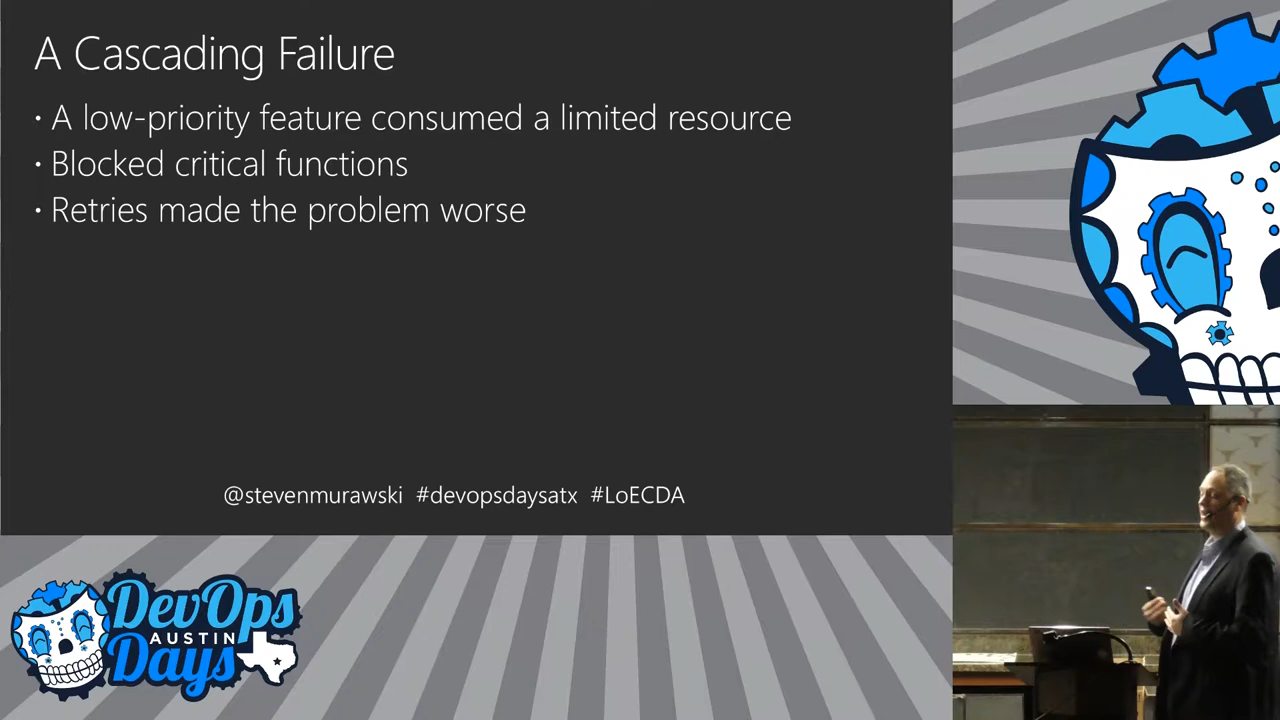 A Cascading Failure
· A low-priority feature consumed a limited resource
· Blocked critical functions
· Retries made the problem worse
@stevenmurawski #devopsdaysatx #LoECDA
DevOps
AUSTIN
Days